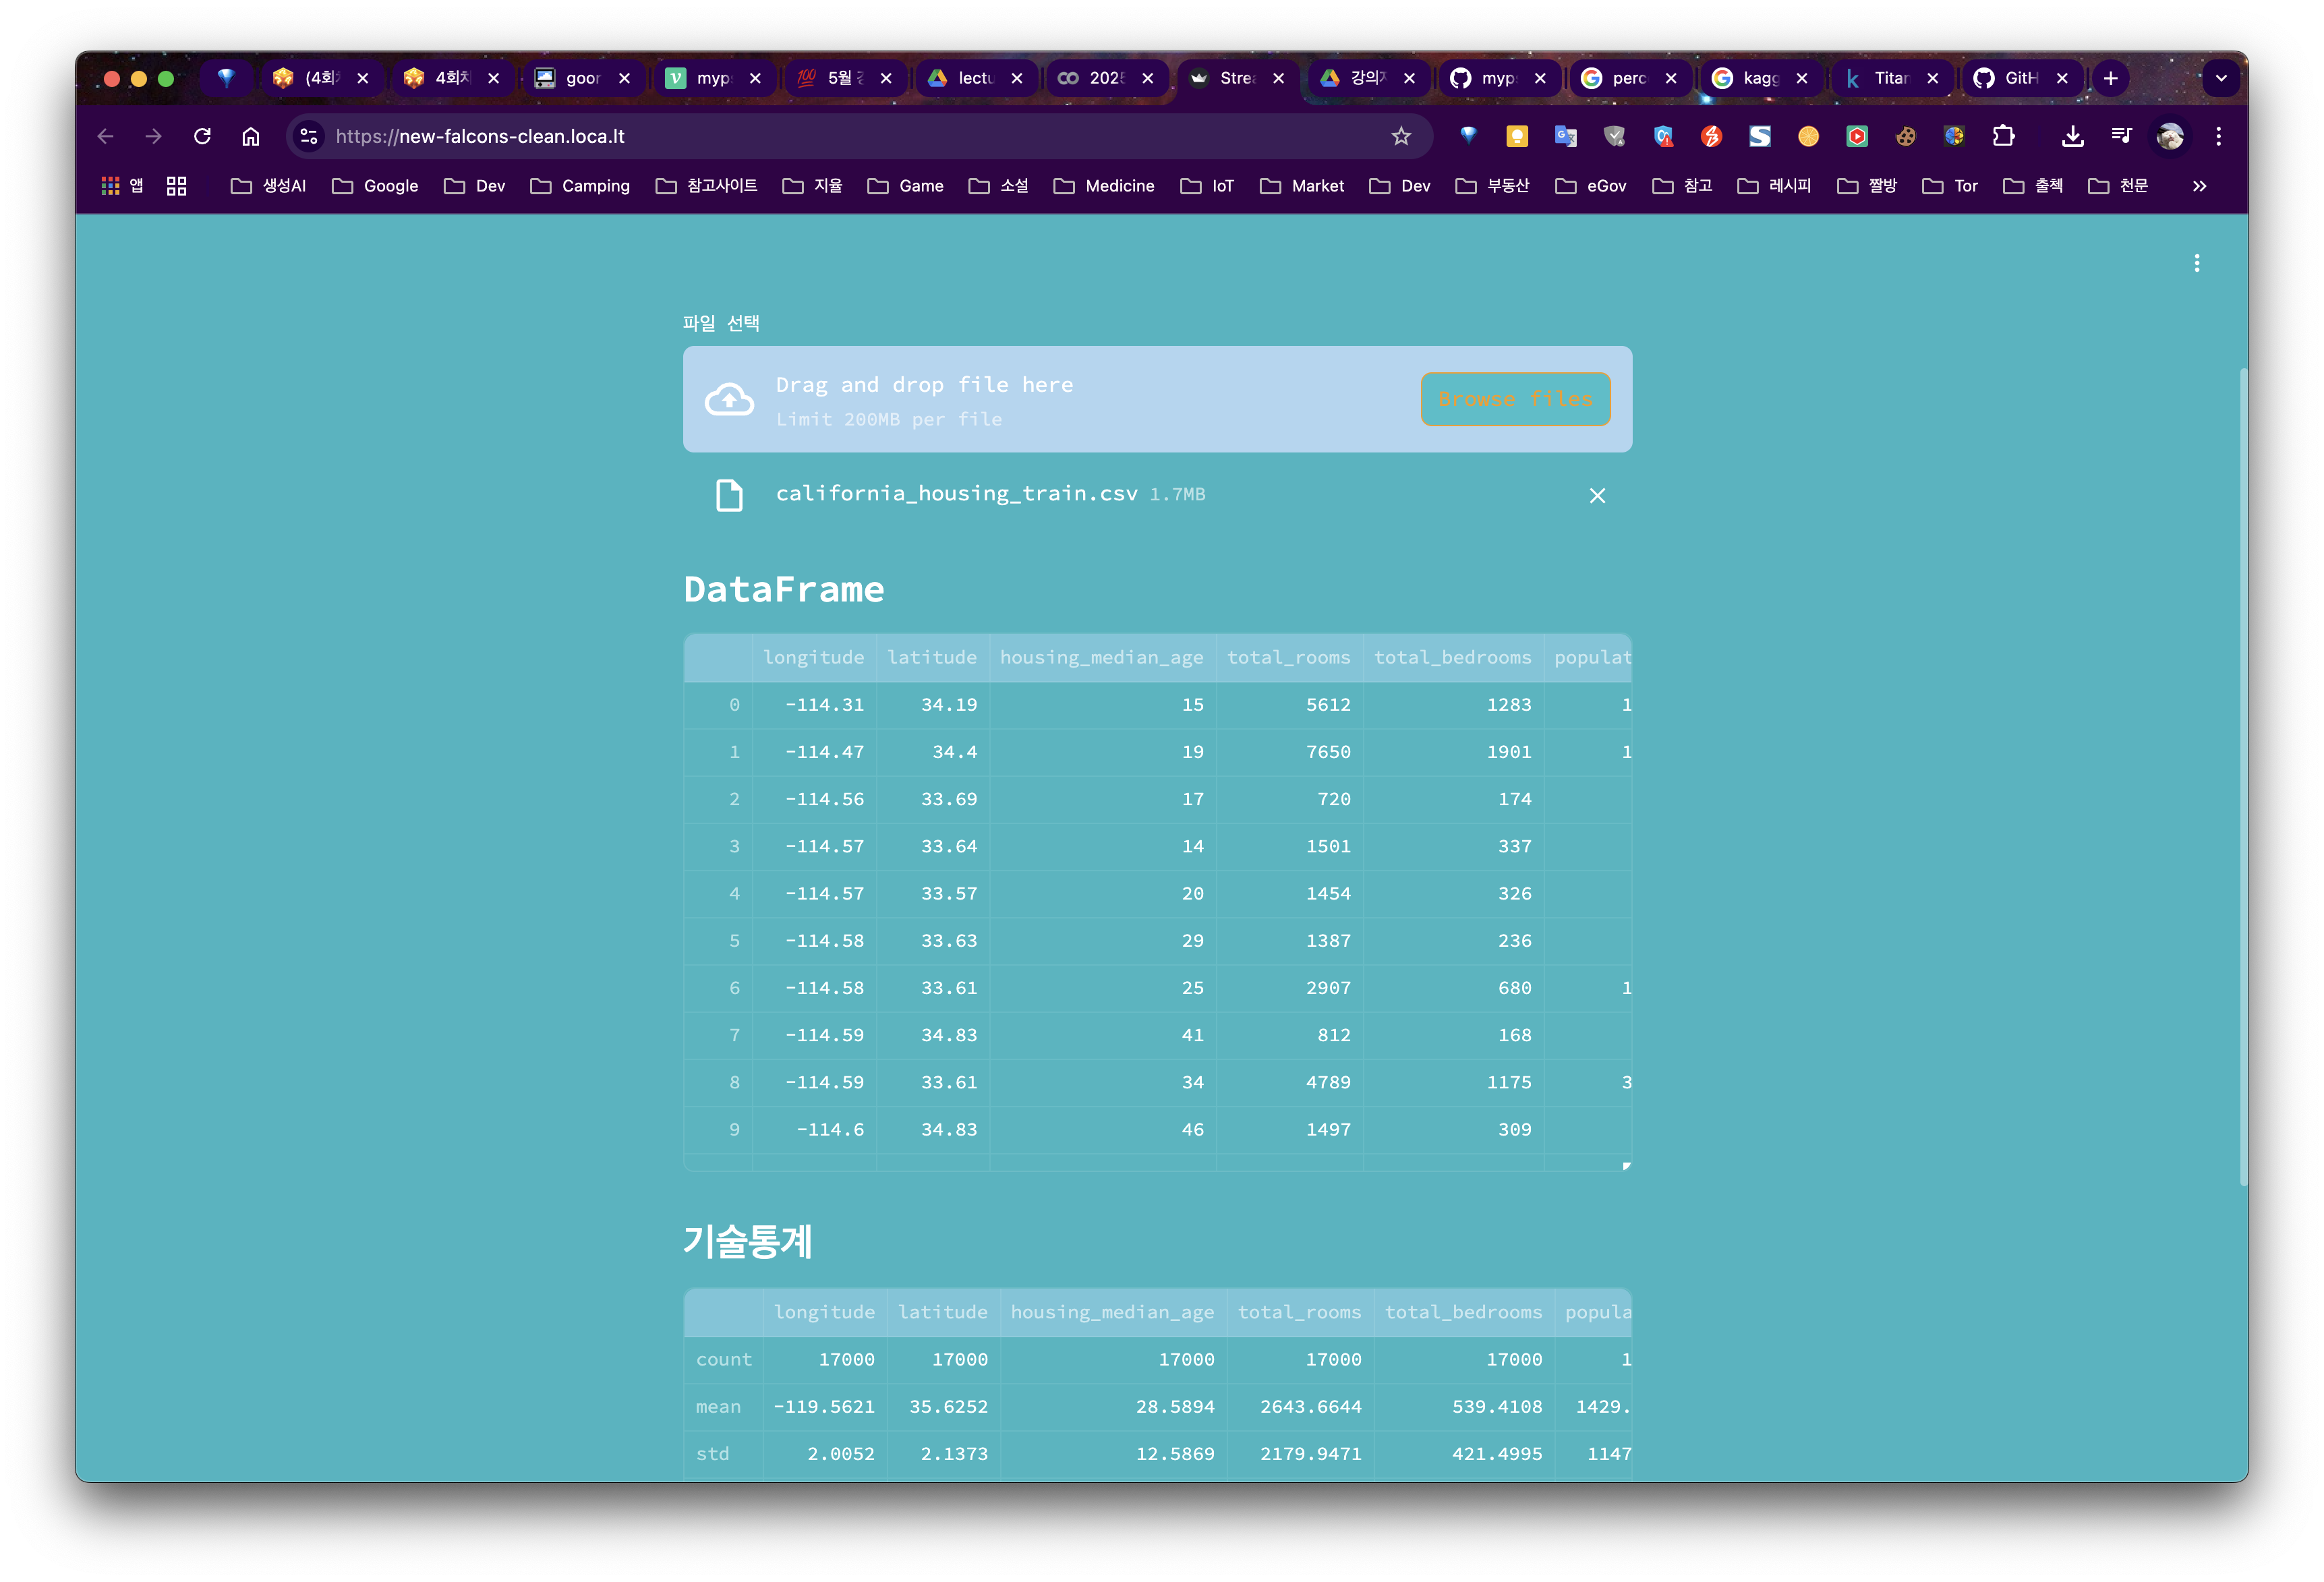 (4회차
4회차
goor
myps
5월 경
lectu
2025
Strea
강의자
myps
perc
kagg
Titan
GitH
https://new-falcons-clean.loca.lt
앱
생성AI
Google
Dev
Camping
참고사이트
지율
Game
소설
Medicine
IoT
Market
Dev
부동산
eGov
참고
레시피
짤방
Tor
출첵
천문
파일 선택
Drag and drop file here
Limit 200MB per file
Browse files
california_housing_train.csv 1.7MB
DataFrame
longitude latitude housing_median_age total_rooms total_bedrooms populat
0 -114.31 34.19 15 5612 1283 1
1 -114.47 34.4 19 7650 1901 1
2 -114.56 33.69 17 720 174
3 -114.57 33.64 14 1501 337
4 -114.57 33.57 20 1454 326
5 -114.58 33.63 29 1387 236
6 -114.58 33.61 25 2907 680 1
7 -114.59 34.83 41 812 168
8 -114.59 33.61 34 4789 1175 3
9 -114.6 34.83 46 1497 309
기술통계
longitude latitude housing_median_age total_rooms total_bedrooms popula
count 17000 17000 17000 17000 17000 1
mean -119.5621 35.6252 28.5894 2643.6644 539.4108 1429.
std 2.0052 2.1373 12.5869 2179.9471 421.4995 1147